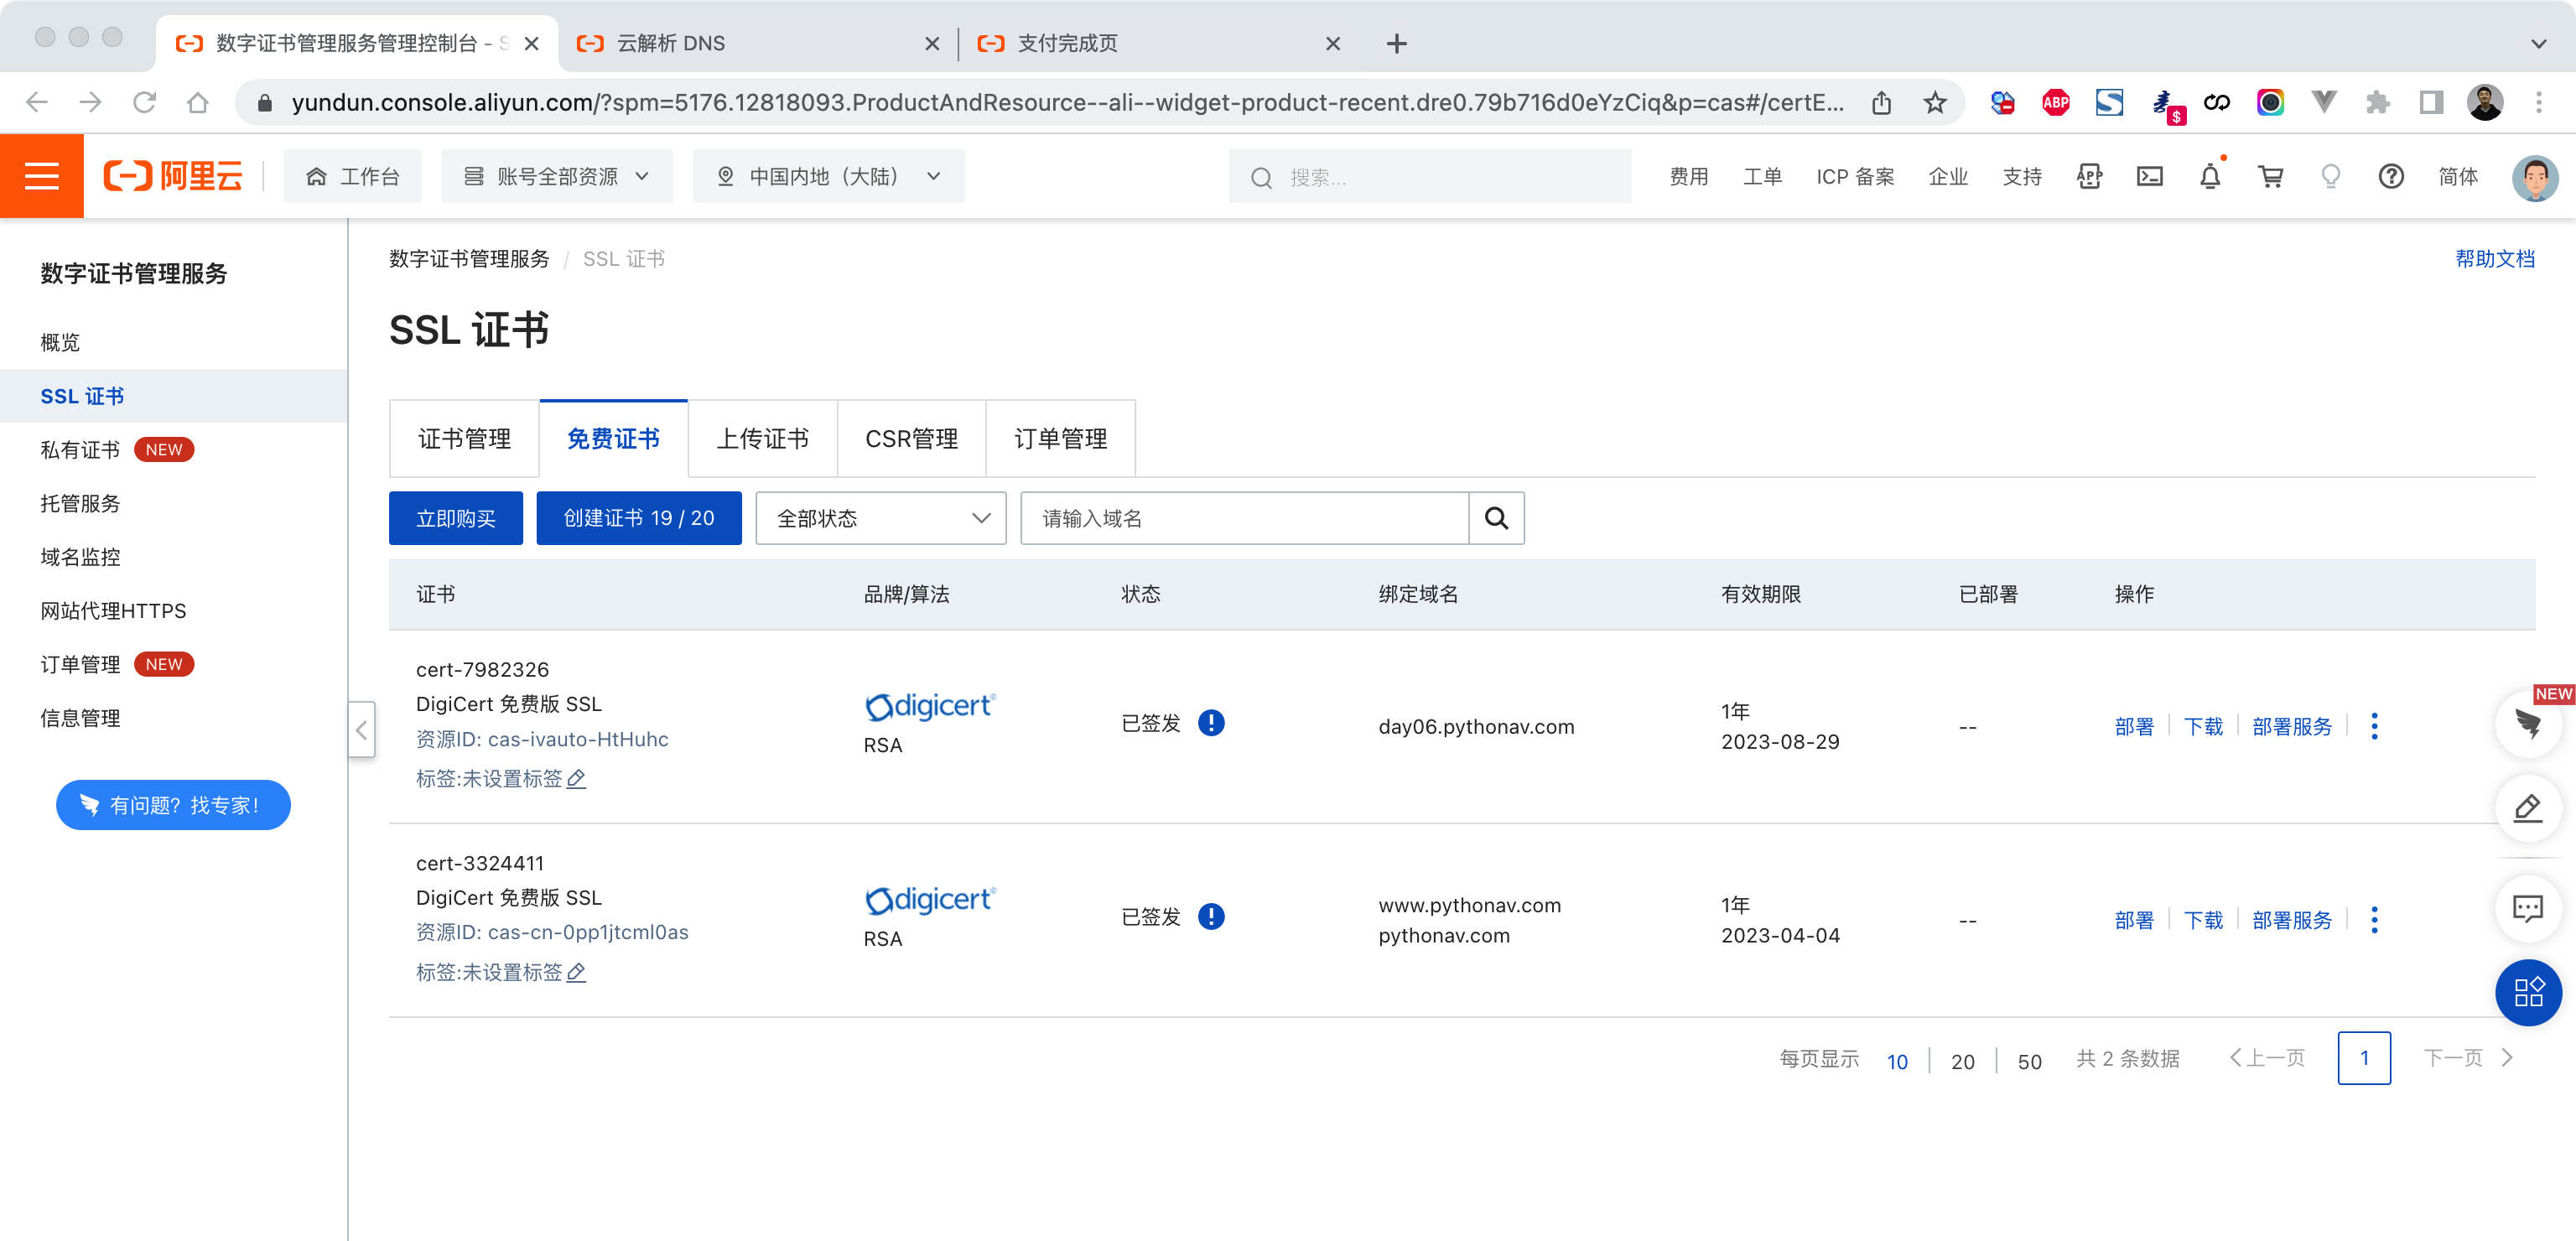 数字证书管理服务管理控制台 - S
云解析 DNS
支付完成页
yundun.console.aliyun.com/?spm=5176.12818093.ProductAndResource--ali--widget-product-recent.dre0.79b716d0eYzCiq&p=cas#/certE...
ABP
$
阿里云
工作台
账号全部资源
中国内地（大陆）
搜索...
费用
工单
ICP 备案
企业
支持
APP
简体
数字证书管理服务
概览
SSL 证书
私有证书 NEW
托管服务
域名监控
网站代理HTTPS
订单管理 NEW
信息管理
有问题？找专家！
数字证书管理服务 / SSL 证书
帮助文档
SSL 证书
证书管理
免费证书
上传证书
CSR管理
订单管理
立即购买
创建证书 19 / 20
全部状态
请输入域名
证书
品牌/算法
状态
绑定域名
有效期限
已部署
操作
cert-7982326
DigiCert 免费版 SSL
资源ID: cas-ivauto-HtHuhc
标签:未设置标签
digicert®
RSA
已签发
day06.pythonav.com
1年
2023-08-29
--
部署
下载
部署服务
cert-3324411
DigiCert 免费版 SSL
资源ID: cas-cn-0pp1jtcml0as
标签:未设置标签
digicert®
RSA
已签发
www.pythonav.com
pythonav.com
1年
2023-04-04
--
部署
下载
部署服务
NEW
每页显示
10
20
50
共 2 条数据
上一页
1
下一页